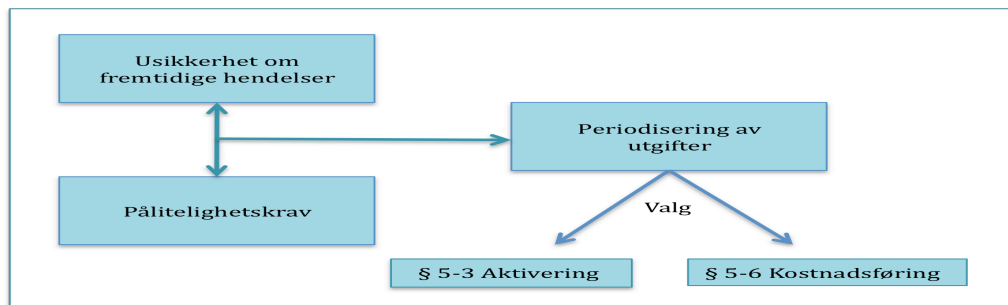 Usikkerhet om
fremtidige hendelser
Periodisering av
utgifter
Pålitelighetskrav
Valg
§ 5-3 Aktivering
§ 5-6 Kostnadsføring